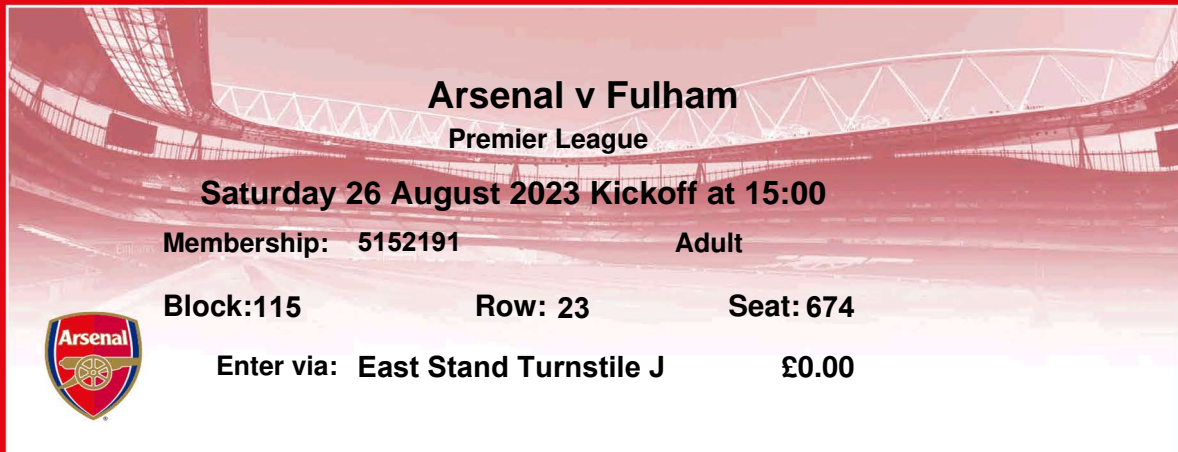 Arsenal v Fulham
Premier League
Saturday 26 August 2023 Kickoff at 15:00
Membership: 5152191 Adult
Block:115 Row: 23 Seat: 674
Arsenal
Enter via: East Stand Turnstile J £0.00